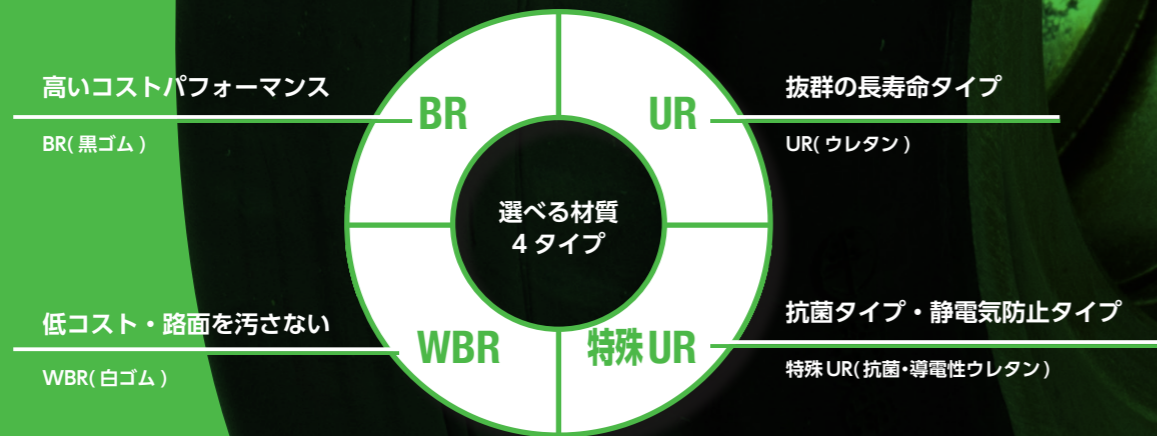 高いコストパフォーマンス
BR(黒ゴム)
BR
UR
抜群の長寿命タイプ
UR(ウレタン)
選べる材質
4タイプ
低コスト・路面を汚さない
WBR(白ゴム)
WBR
特殊UR
抗菌タイプ・静電気防止タイプ
特殊UR(抗菌・導電性ウレタン)